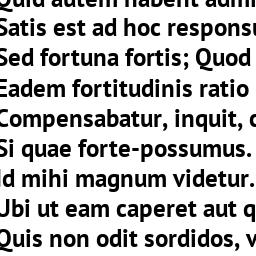 Quid autem habent admi
Satis est ad hoc respons
Sed fortuna fortis; Quod
Eadem fortitudinis ratio
Compensabatur, inquit,
Si quae forte-possumus.
Id mihi magnum videtur.
Ubi ut eam caperet aut q
Quis non odit sordidos, v